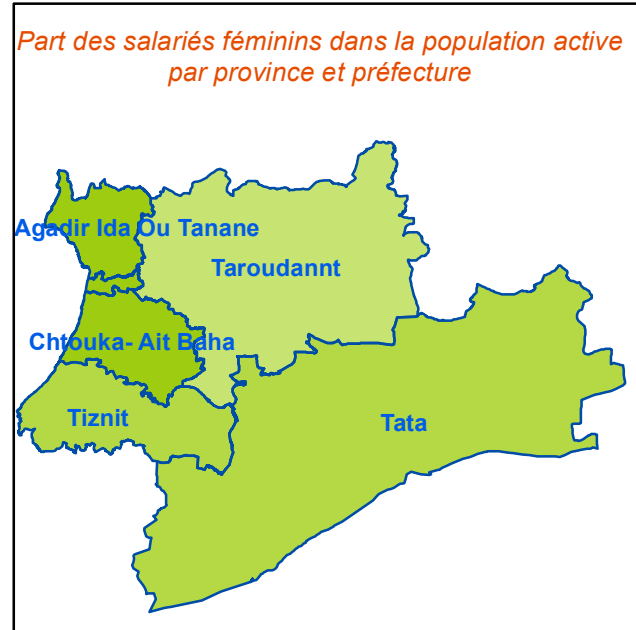 Part des salariés féminins dans la population active
par province et préfecture
Agadir Ida Ou Tanane
Taroudannt
Chtouka- Ait Baha
Tiznit
Tata